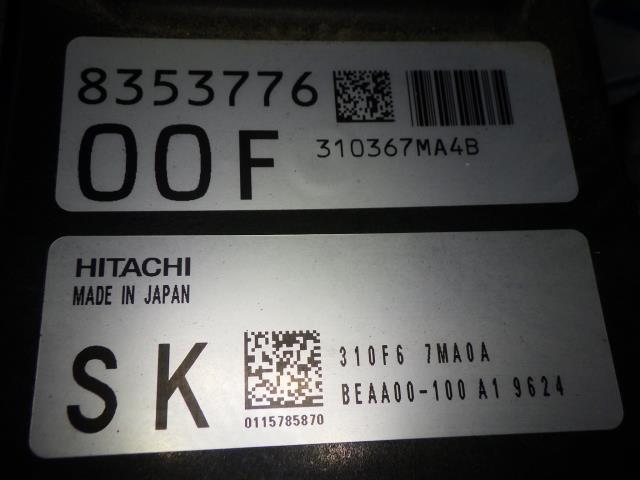 8353776
00F
310367MA4B
HITACHI
MADE IN JAPAN
SK
0115785870
310F6 7MA0A
BEAA00-100 A1 9624